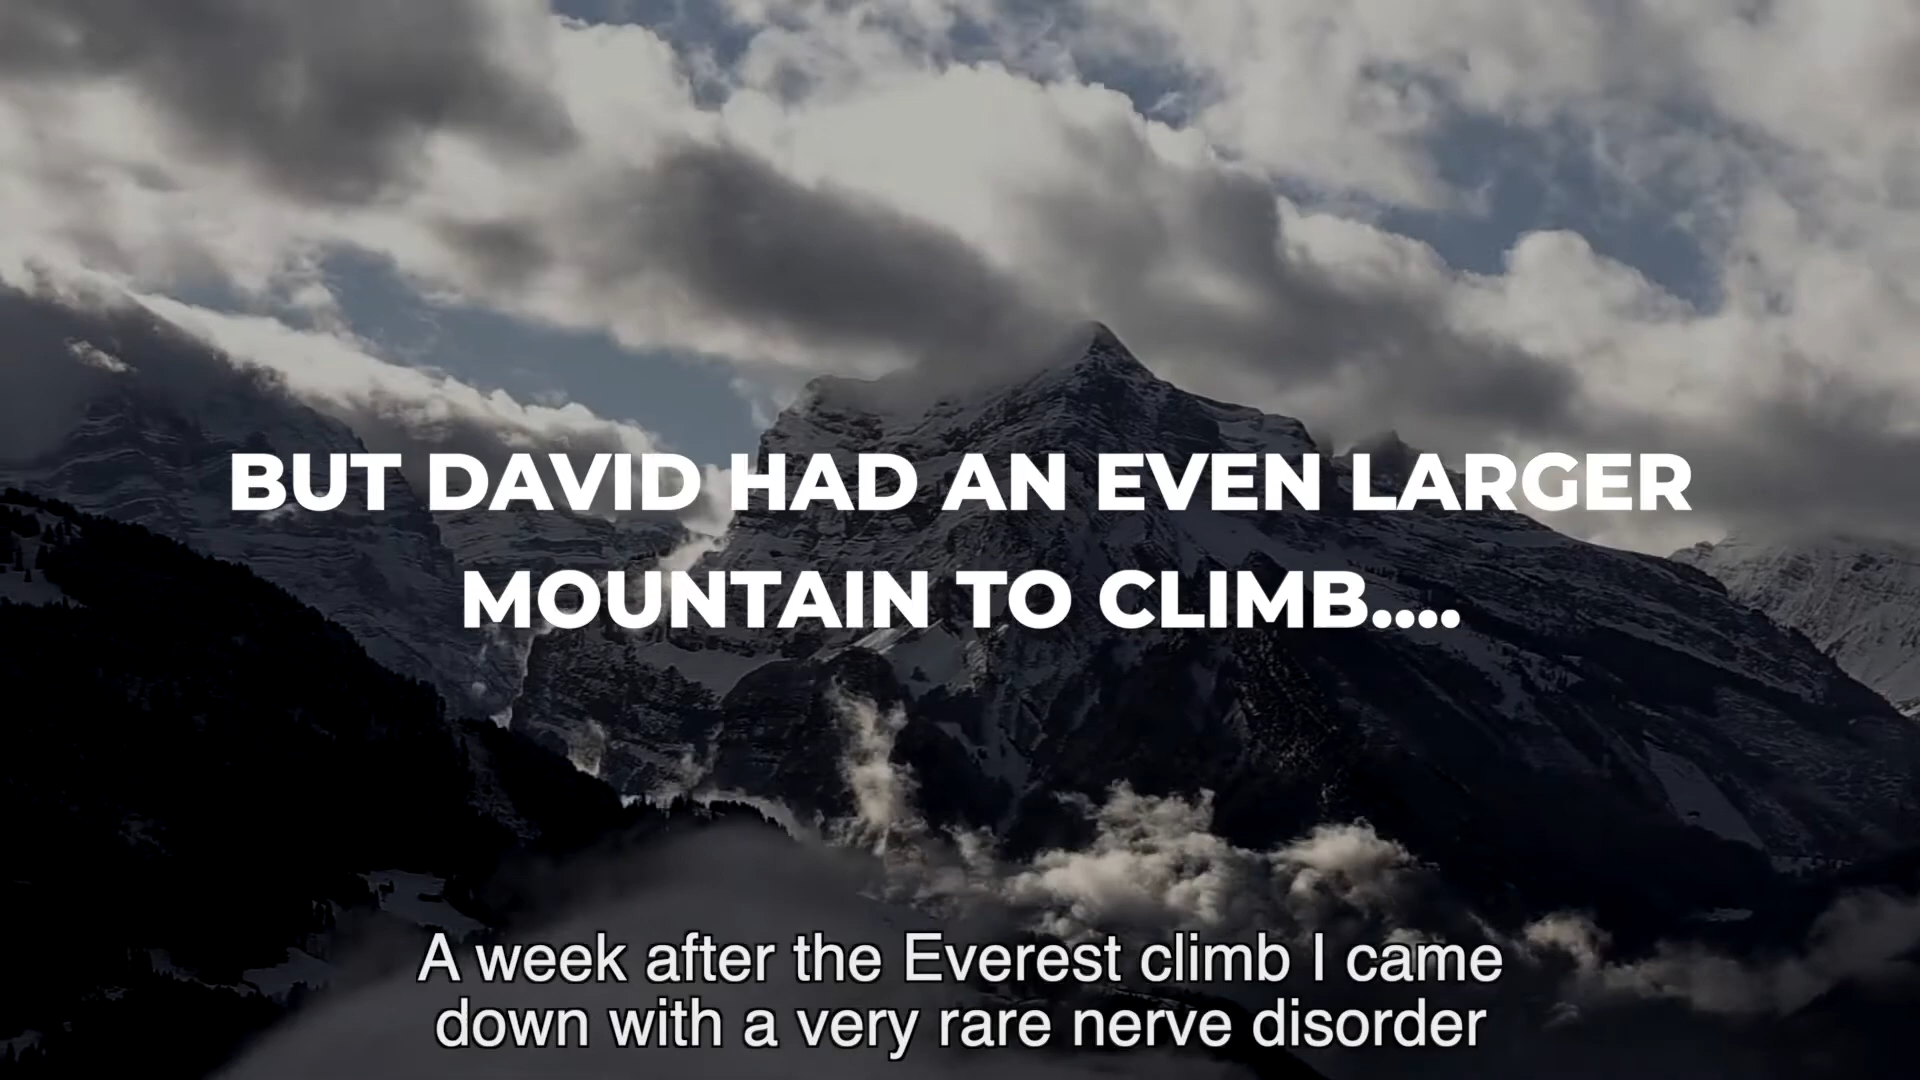 BUT DAVID HAD AN EVEN LARGER
MOUNTAIN TO CLIMB....
A week after the Everest climb I came
down with a very rare nerve disorder